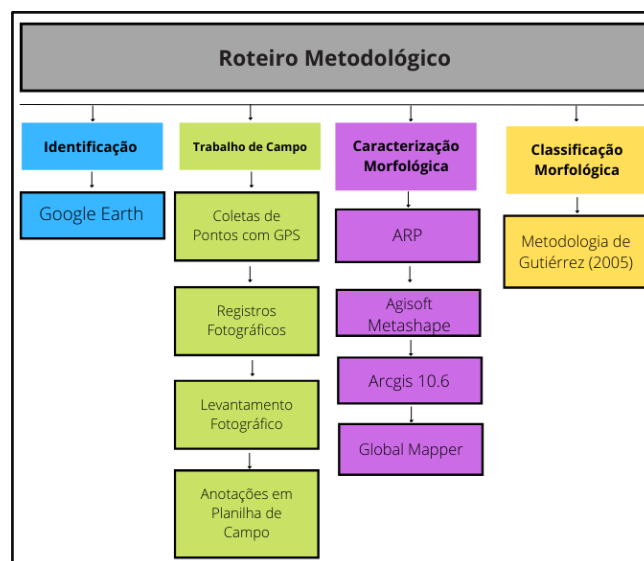 Roteiro Metodológico
Identificação
Google Earth
Trabalho de Campo
Coletas de
Pontos com GPS
Registros
Fotográficos
Levantamento
Fotográfico
Anotações em
Planilha de
Campo
Caracterização
Morfológica
ARP
Agisoft
Metashape
Arcgis 10.6
Global Mapper
Classificação
Morfológica
Metodologia de
Gutiérrez (2005)